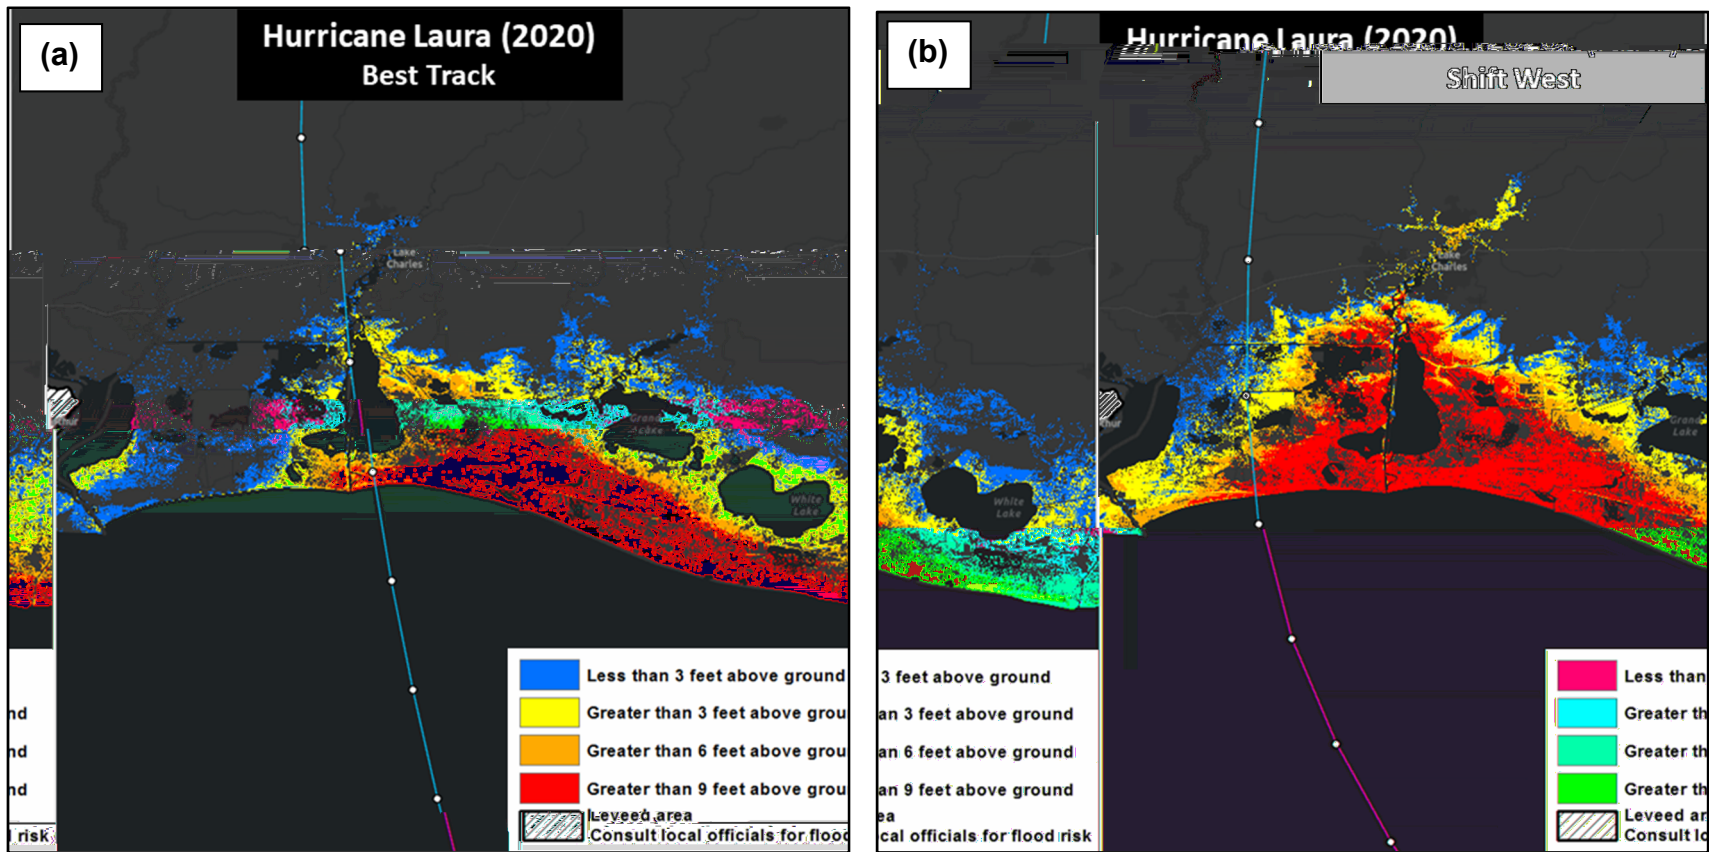 (a)
Hurricane Laura (2020)
Best Track
Lake
Charles
Grand
Lake
White
Lake
Less than 3 feet above ground
Greater than 3 feet above grou
Greater than 6 feet above grou
Greater than 9 feet above grou
Leveed area
Consult local officials for flood
nd
nd
nd
risk
(b)
Hurricane Laura (2020)
Shift West
Lake
Charles
Grand
Lake
White
Lake
3 feet above ground
an 3 feet above ground
an 6 feet above ground
an 9 feet above ground
ea
cal officials for flood risk
Less than
Greater th
Greater th
Greater th
Leveed ar
Consult lo